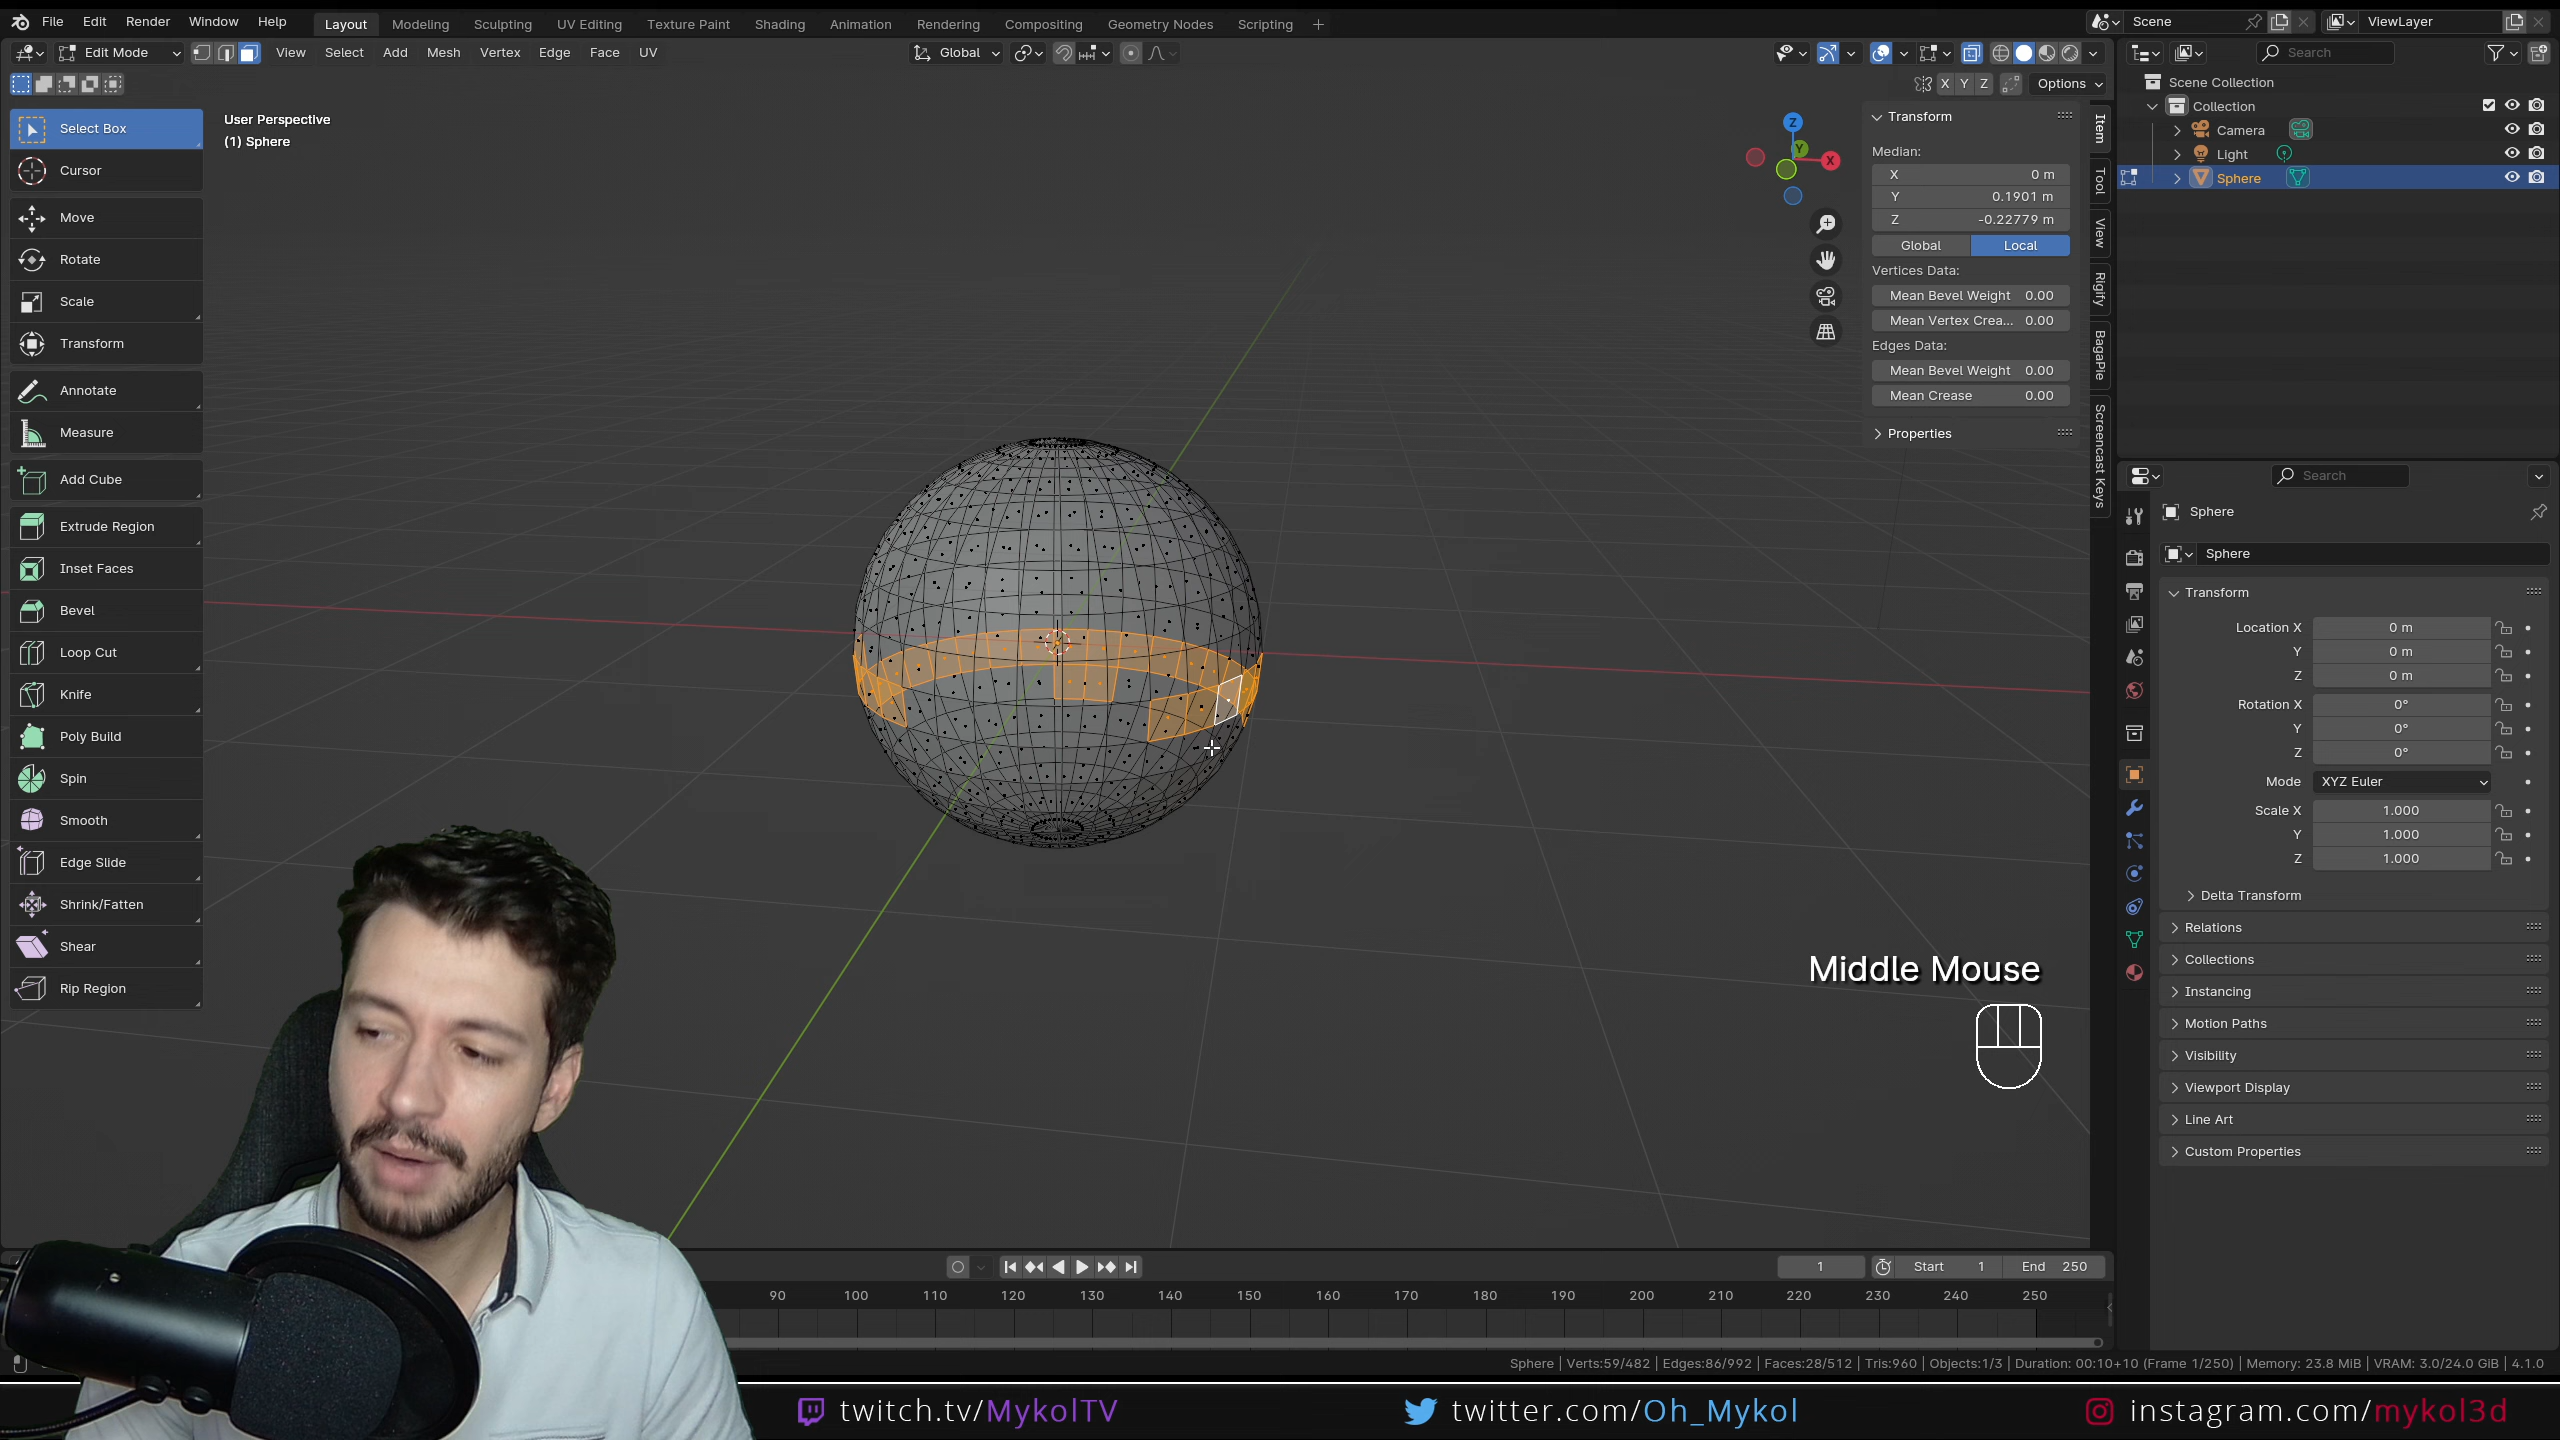 File Edit Render Window Help Layout Modeling Sculpting UV Editing Texture Paint Shading Animation Rendering Compositing Geometry Nodes Scripting + Scene ViewLayer
Edit Mode View Select Add Mesh Vertex Edge Face UV Global Search
X Y Z Options
Select Box
Cursor
Move
Rotate
Scale
Transform
Annotate
Measure
Add Cube
Extrude Region
Inset Faces
Bevel
Loop Cut
Knife
Poly Build
Spin
Smooth
Edge Slide
Shrink/Fatten
Shear
Rip Region
User Perspective
(1) Sphere
Z
Y
X
Transform
Median:
X 0 m
Y 0.1901 m
Z -0.22779 m
Global Local
Vertices Data:
Mean Bevel Weight 0.00
Mean Vertex Crea... 0.00
Edges Data:
Mean Bevel Weight 0.00
Mean Crease 0.00
Properties
Item
Tool
View
Rigify
BagaPie
Screencast Keys
Scene Collection
Collection
Camera
Light
Sphere
Search
Sphere
Sphere
Transform
Location X 0 m
Y 0 m
Z 0 m
Rotation X 0°
Y 0°
Z 0°
Mode XYZ Euler
Scale X 1.000
Y 1.000
Z 1.000
Delta Transform
Relations
Collections
Instancing
Motion Paths
Visibility
Viewport Display
Line Art
Custom Properties
Middle Mouse
1 Start 1 End 250
90 100 110 120 130 140 150 160 170 180 190 200 210 220 230 240 250
Sphere | Verts:59/482 | Edges:86/992 | Faces:28/512 | Tris:960 | Objects:1/3 | Duration: 00:10+10 (Frame 1/250) | Memory: 23.8 MiB | VRAM: 3.0/24.0 GiB | 4.1.0
twitch.tv/MykolTV twitter.com/Oh_Mykol instagram.com/mykol3d